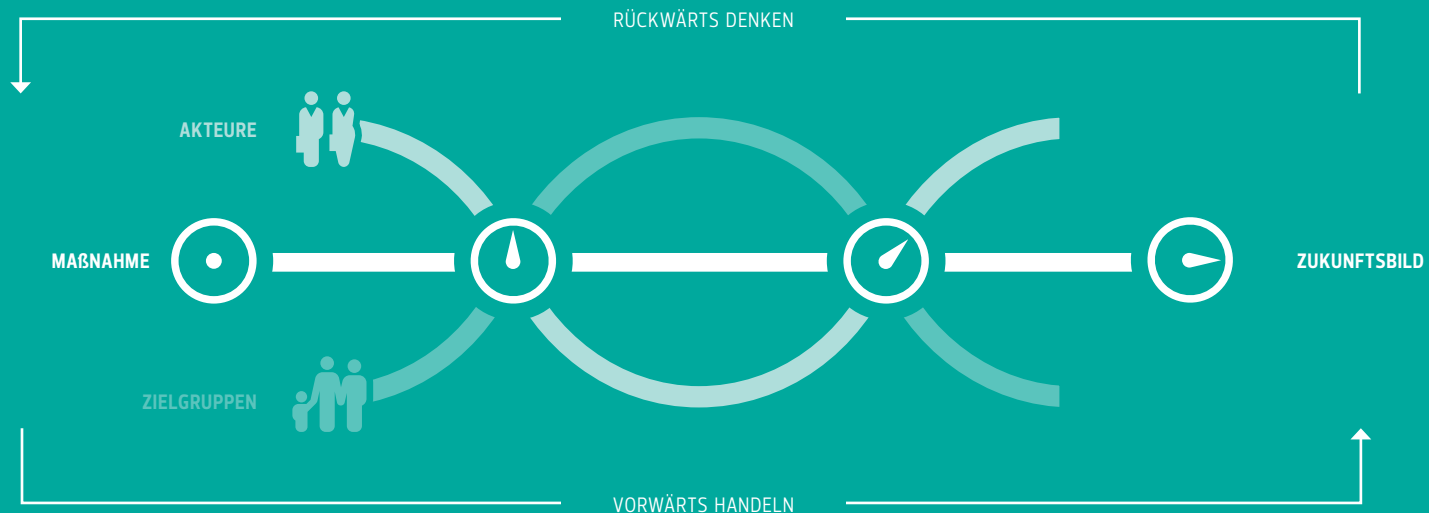 RÜCKWÄRTS DENKEN
AKTEURE
MAßNAHME
ZUKUNFTSBILD
ZIELGRUPPEN
VORWÄRTS HANDELN